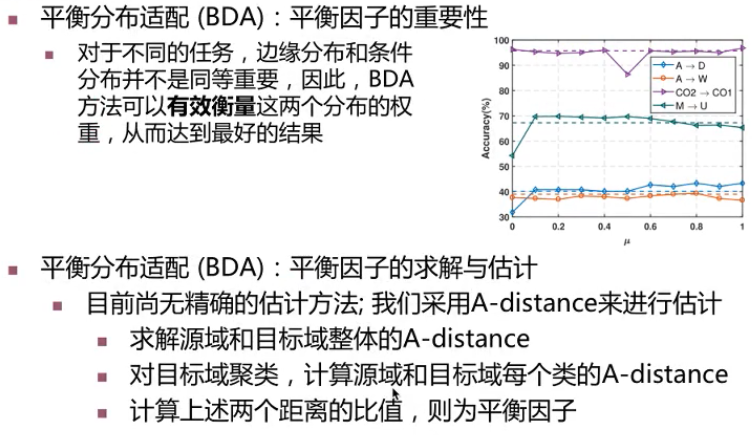 平衡分布适配 (BDA)：平衡因子的重要性
对于不同的任务，边缘分布和条件
分布并不是同等重要，因此，BDA
方法可以有效衡量这两个分布的权
重，从而达到最好的结果
100
90
80
70
60
50
40
30
Accuracy(%)
0
0.2
0.4
0.6
0.8
1
μ
A → D
A → W
CO2 → CO1
M → U
平衡分布适配 (BDA)：平衡因子的求解与估计
目前尚无精确的估计方法; 我们采用A-distance来进行估计
求解源域和目标域整体的A-distance
对目标域聚类，计算源域和目标域每个类的A-distance
计算上述两个距离的比值，则为平衡因子